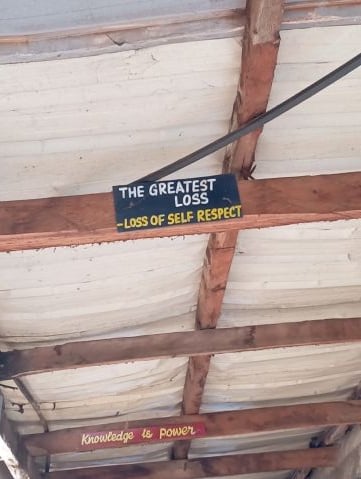 THE GREATEST
LOSS
-LOSS OF SELF RESPECT
Knowledge is power